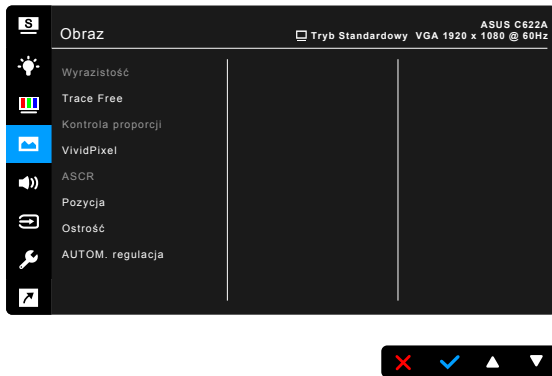 S
Obraz
ASUS C622A
Tryb Standardowy VGA 1920 x 1080 @ 60Hz
Wyrazistość
Trace Free
Kontrola proporcji
VividPixel
ASCR
Pozycja
Ostrość
AUTOM. regulacja